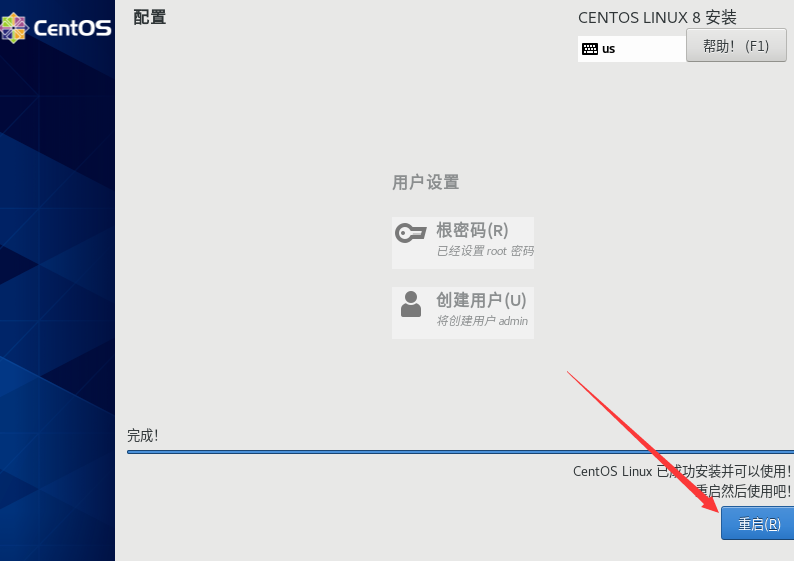 CentOS
配置
CENTOS LINUX 8 安装
us
帮助！(F1)
用户设置
根密码(R)
已经设置 root 密码
创建用户(U)
将创建用户 admin
完成！
CentOS Linux 已成功安装并可以使用！
重启然后使用吧！
重启(R)